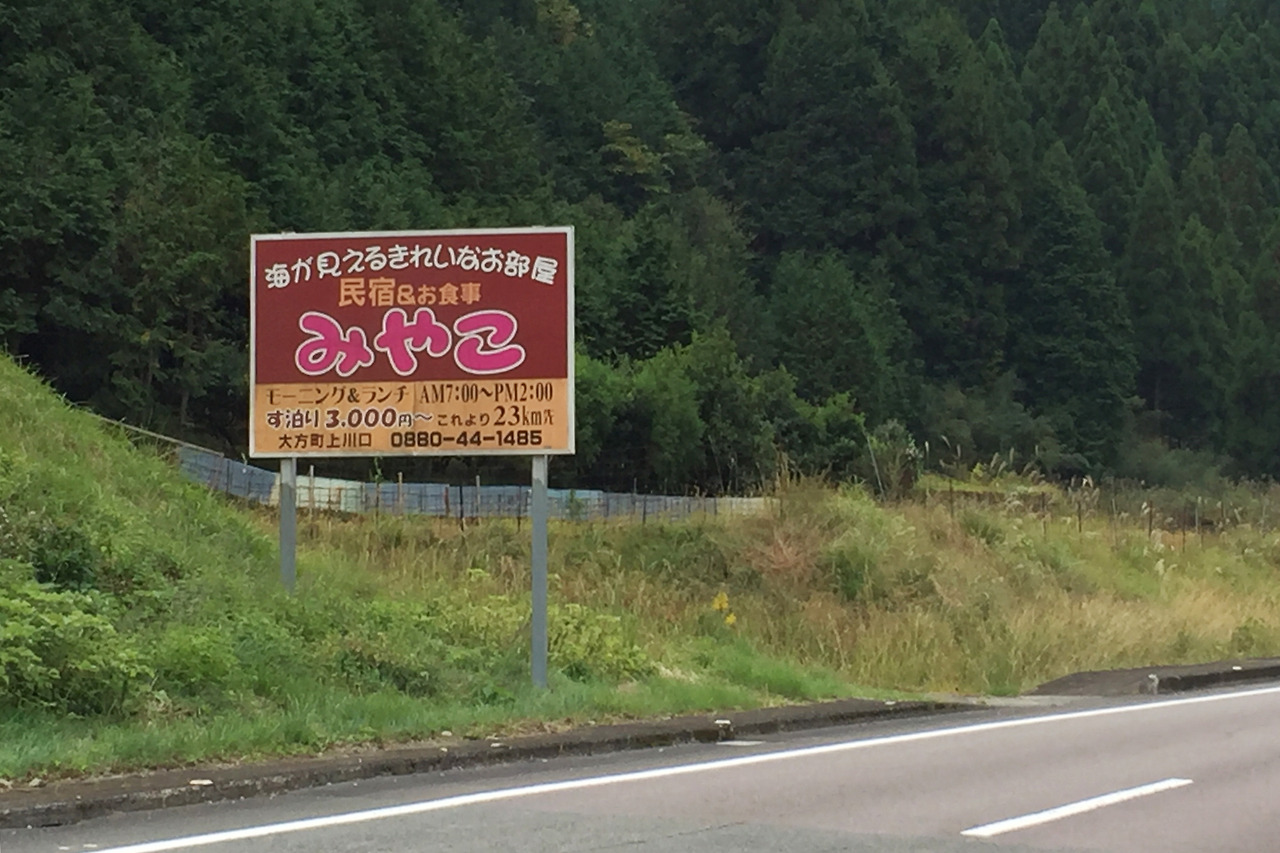 海が見えるきれいなお部屋
民宿&お食事
みやこ
モーニング&ランチ AM7:00〜PM2:00
す泊り3.000円〜これより23km先
大方町上川口 0880-44-1485